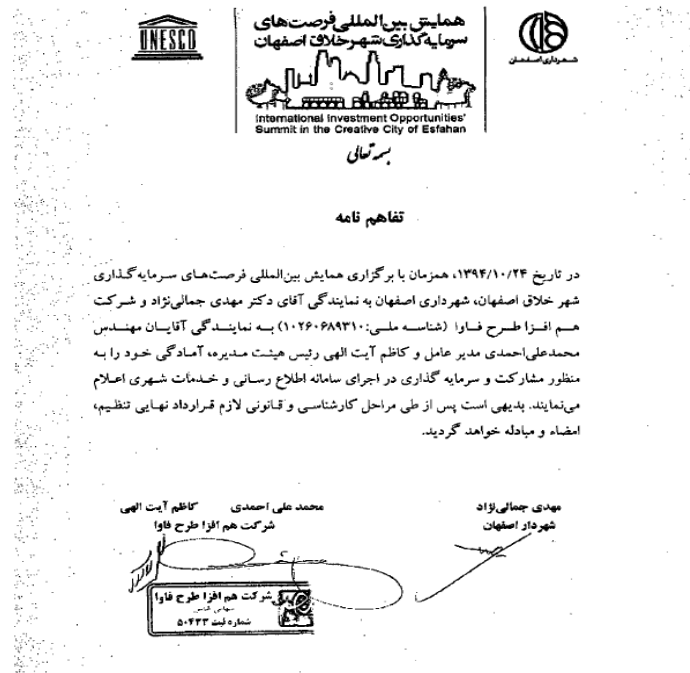 UNESCO
همایش بین‌المللی فرصت‌های
سرمایه‌گذاری شهر خلاق اصفهان
International Investment Opportunities'
Summit in the Creative City of Esfahan
شهرداری اصفهان
بسمه تعالی
تفاهم نامه
در تاریخ ۱۳۹۴/۱۰/۲۴، همزمان با برگزاری همایش بین‌المللی فرصت‌های سرمایه‌گذاری
شهر خلاق اصفهان، شهرداری اصفهان به نمایندگی آقای دکتر مهدی جمالی‌نژاد و شرکت
هم افزا طرح فاوا (شناسه ملی:۱۰۲۶۰۶۸۹۳۱۰) به نمایندگی آقایان مهندس
محمدعلی‌احمدی مدیر عامل و کاظم آیت الهی رئیس هیئت مدیره، آمادگی خود را به
منظور مشارکت و سرمایه گذاری در اجرای سامانه اطلاع رسانی و خدمات شهری اعلام
می‌نمایند. بدیهی است پس از طی مراحل کارشناسی و قانونی لازم قرارداد نهایی تنظیم،
امضاء و مبادله خواهد گردید.
مهدی جمالی‌نژاد
شهردار اصفهان
محمد علی احمدی کاظم آیت الهی
شرکت هم افزا طرح فاوا
شرکت هم افزا طرح فاوا
سهامی خاص
شماره ثبت ۵۰۴۳۳